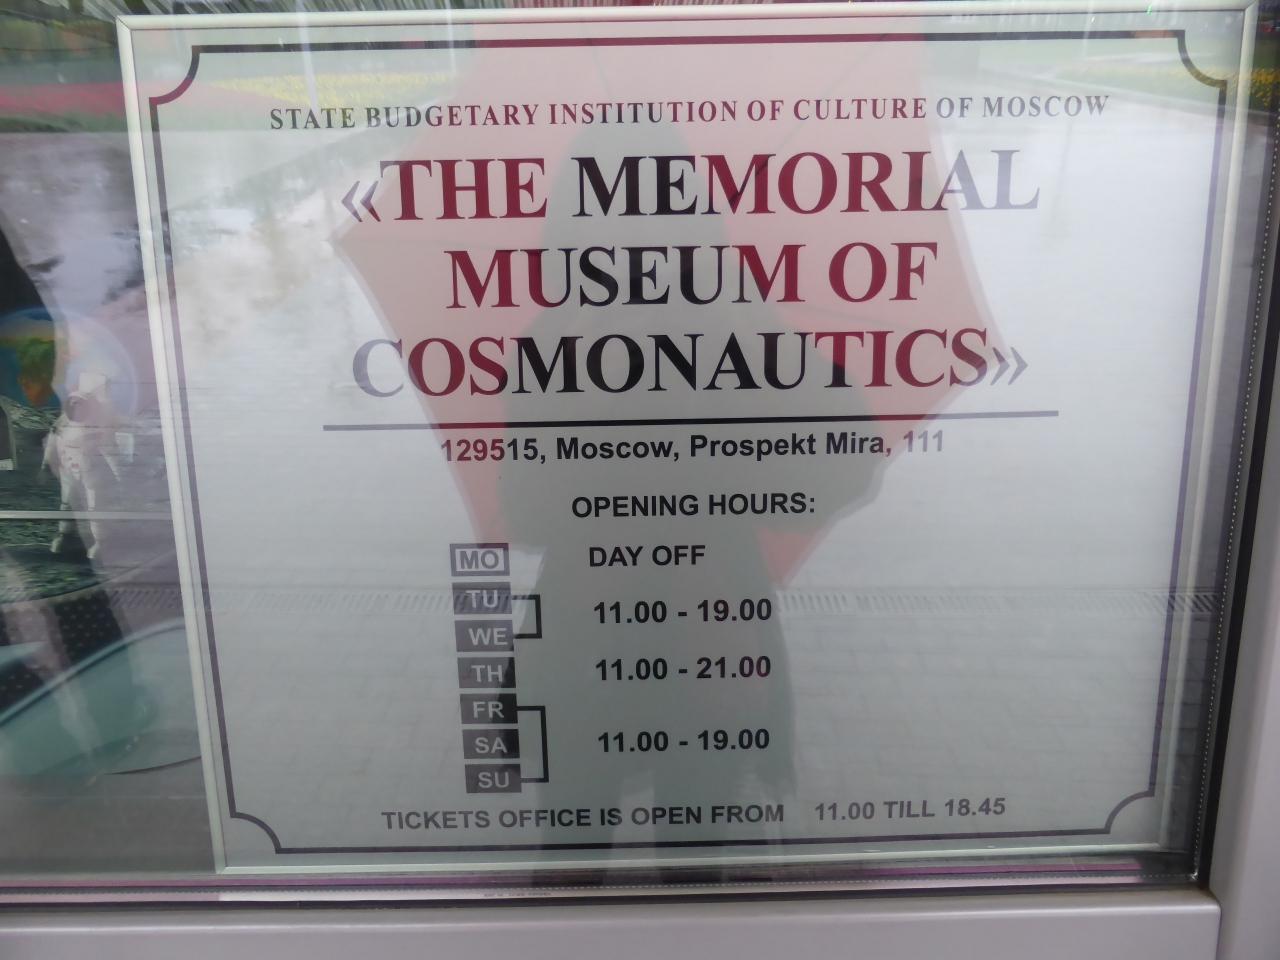 STATE BUDGETARY INSTITUTION OF CULTURE OF MOSCOW
«THE MEMORIAL
MUSEUM OF
COSMONAUTICS»
129515, Moscow, Prospekt Mira, 111
OPENING HOURS:
MO DAY OFF
TU
11.00 - 19.00
WE
TH 11.00 - 21.00
FR
SA 11.00 - 19.00
SU
TICKETS OFFICE IS OPEN FROM 11.00 TILL 18.45